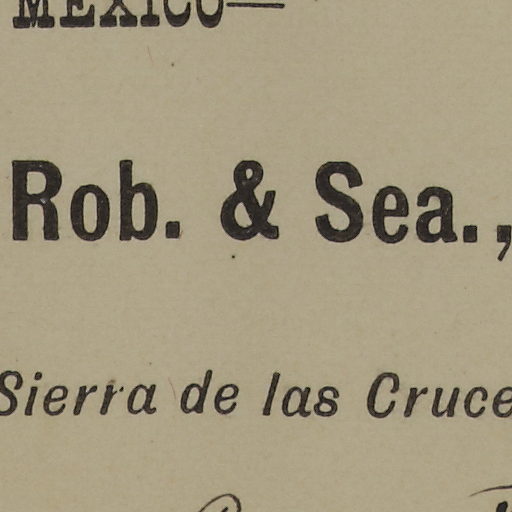 MEXICO—
Rob. & Sea.,
Sierra de las Cruce